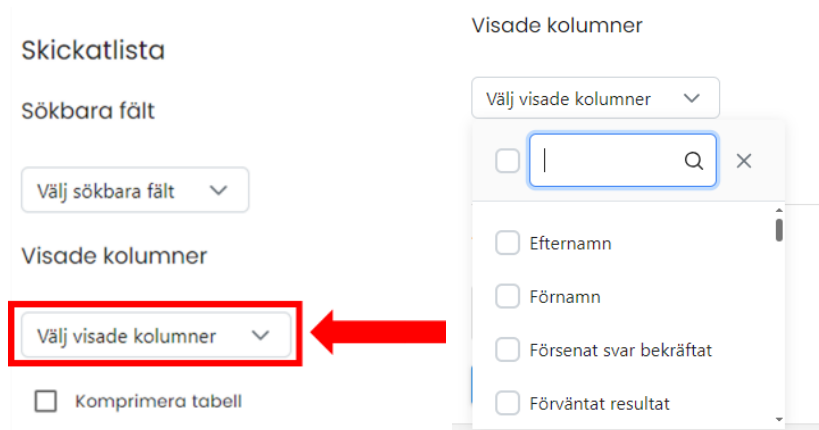 Skickatlista
Sökbara fält
Välj sökbara fält
Visade kolumner
Välj visade kolumner
Komprimera tabell
Visade kolumner
Välj visade kolumner
Efternamn
Förnamn
Försenat svar bekräftat
Förväntat resultat